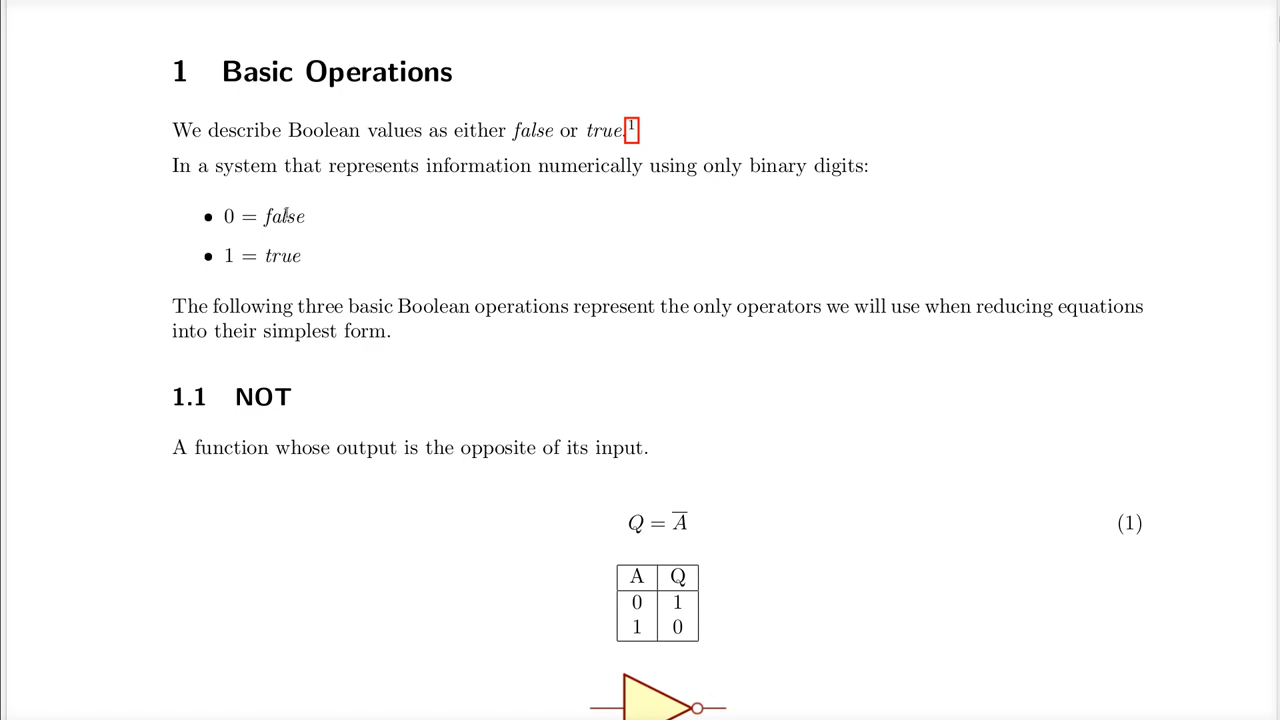 1 Basic Operations
We describe Boolean values as either false or true.1
In a system that represents information numerically using only binary digits:
• 0 = false
• 1 = true
The following three basic Boolean operations represent the only operators we will use when reducing equations
into their simplest form.
1.1 NOT
A function whose output is the opposite of its input.
Q = A̅ (1)
A Q
0 1
1 0